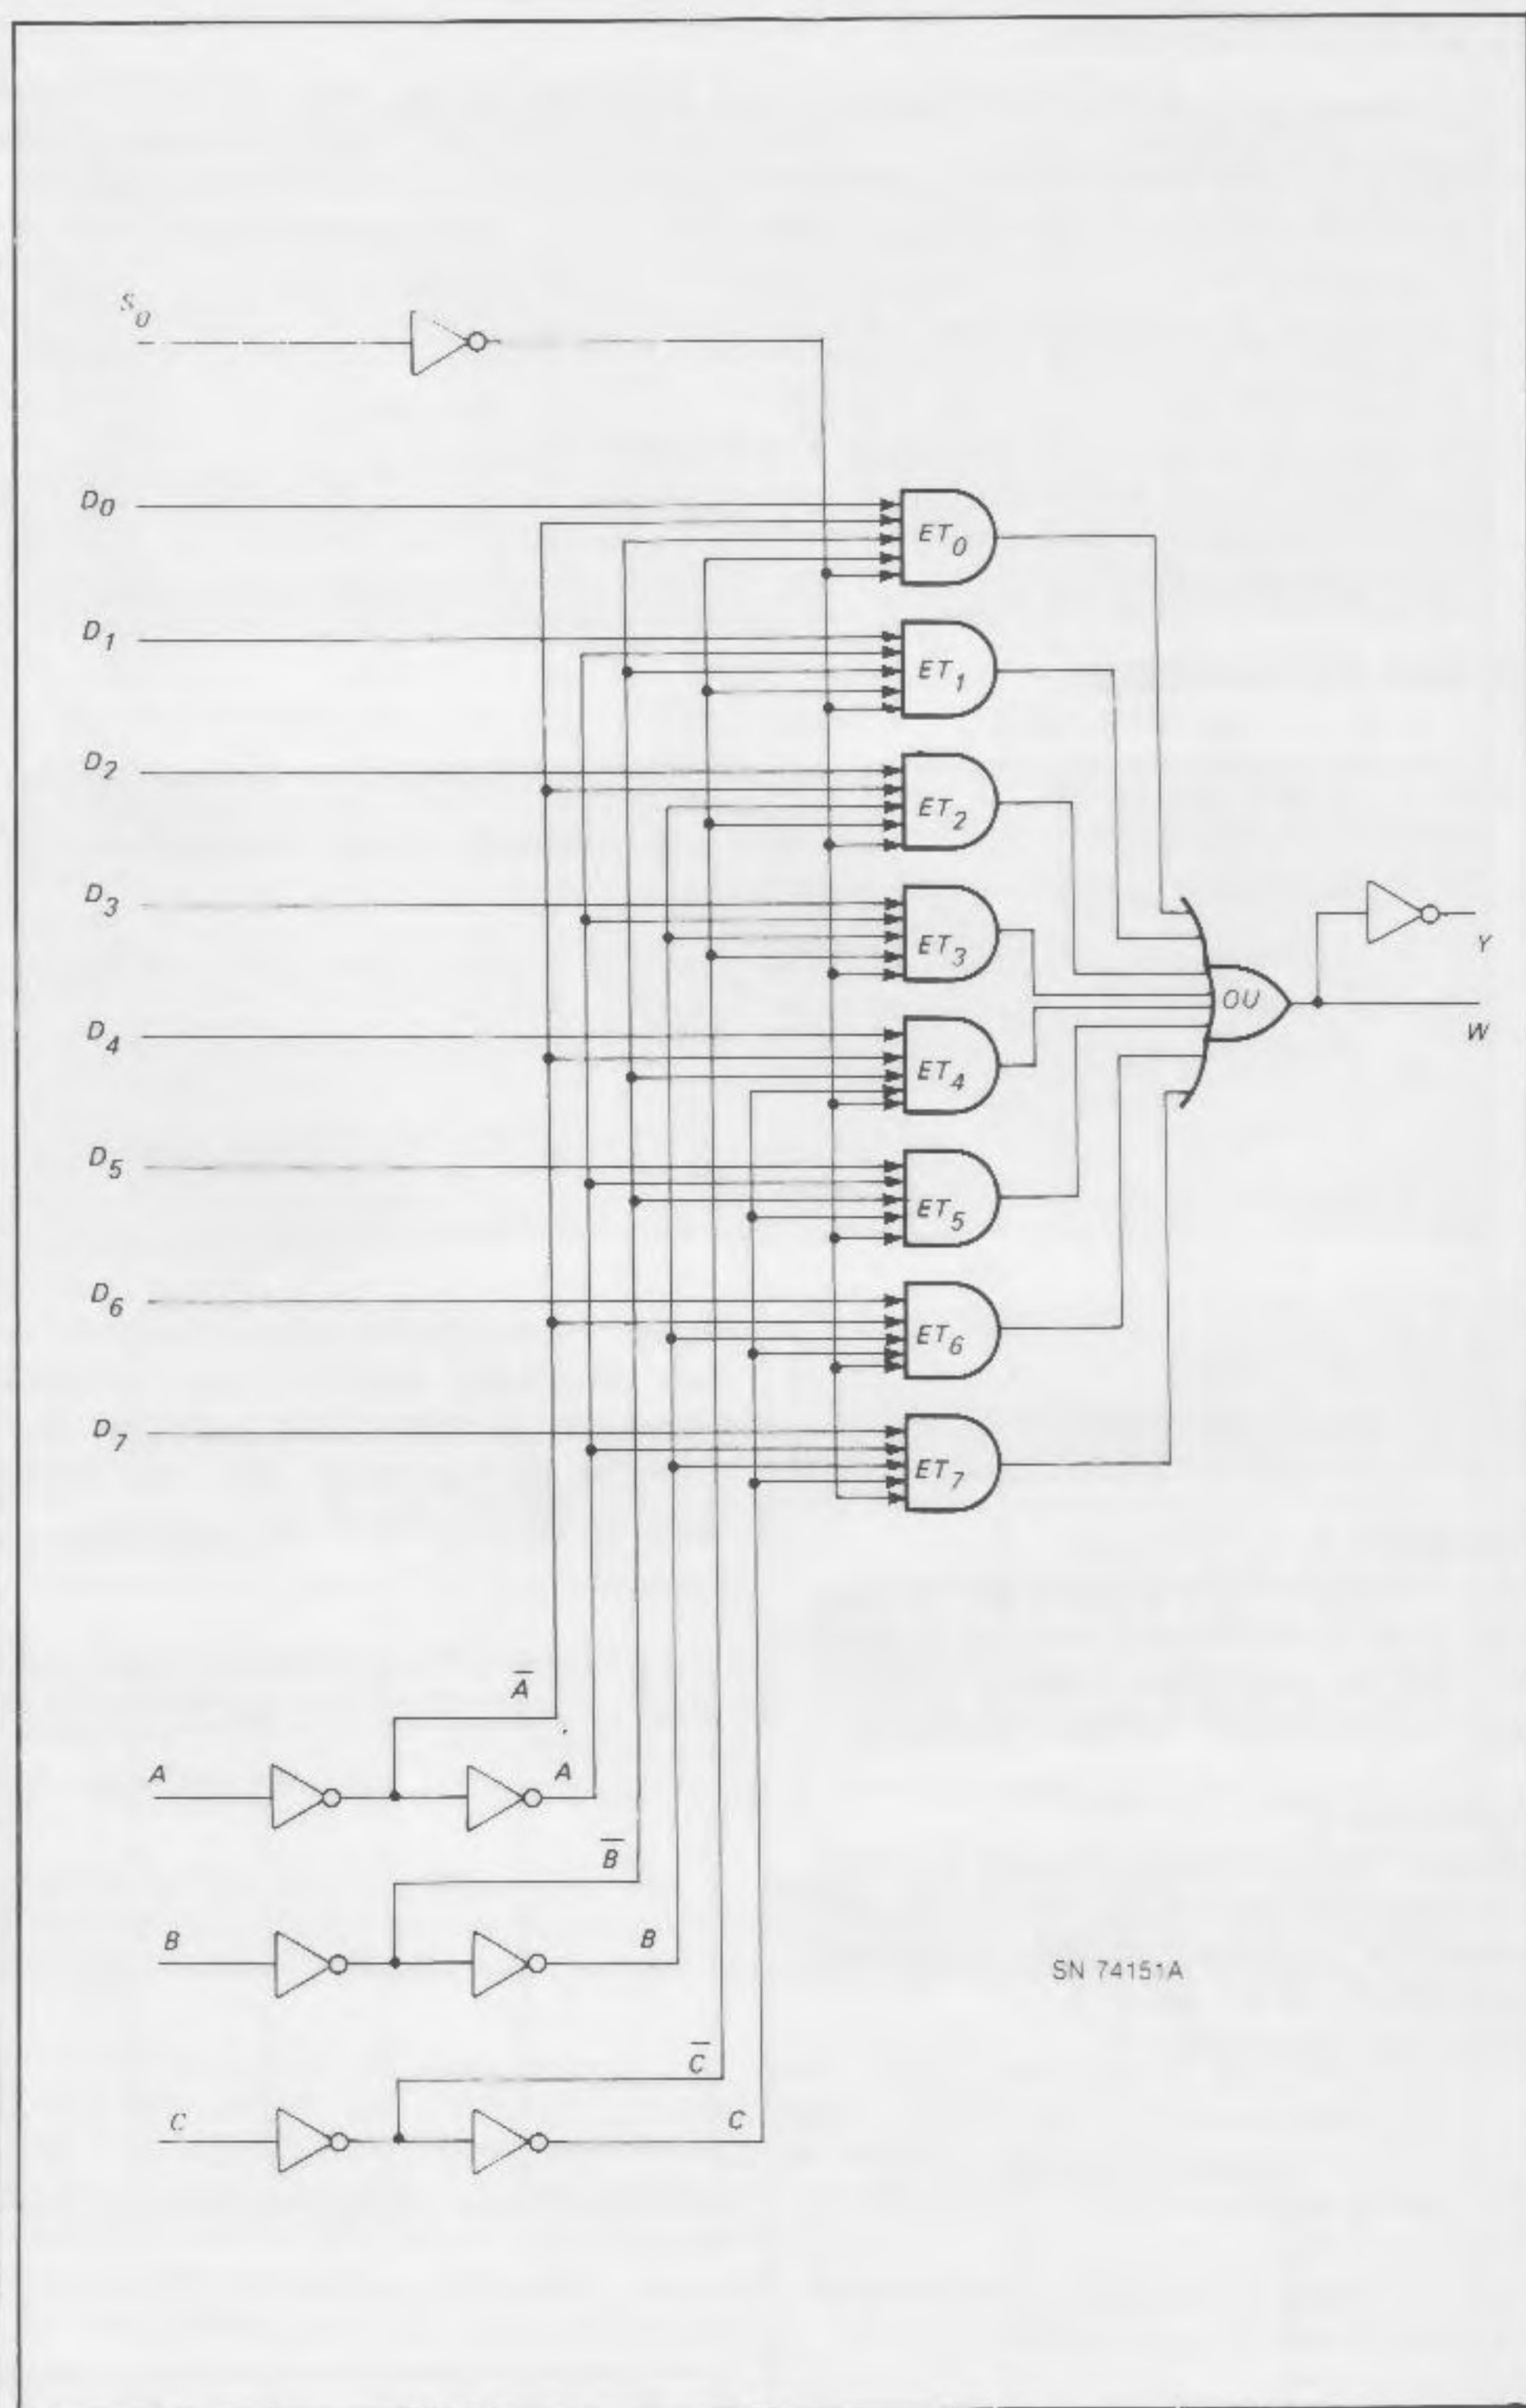 S0
D0
ET0
D1
ET1
D2
ET2
D3
ET3
Y
OU
W
D4
ET4
D5
ET5
D6
ET6
D7
ET7
A̅
A
A
B̅
B
B
SN 74151A
C̅
C
C